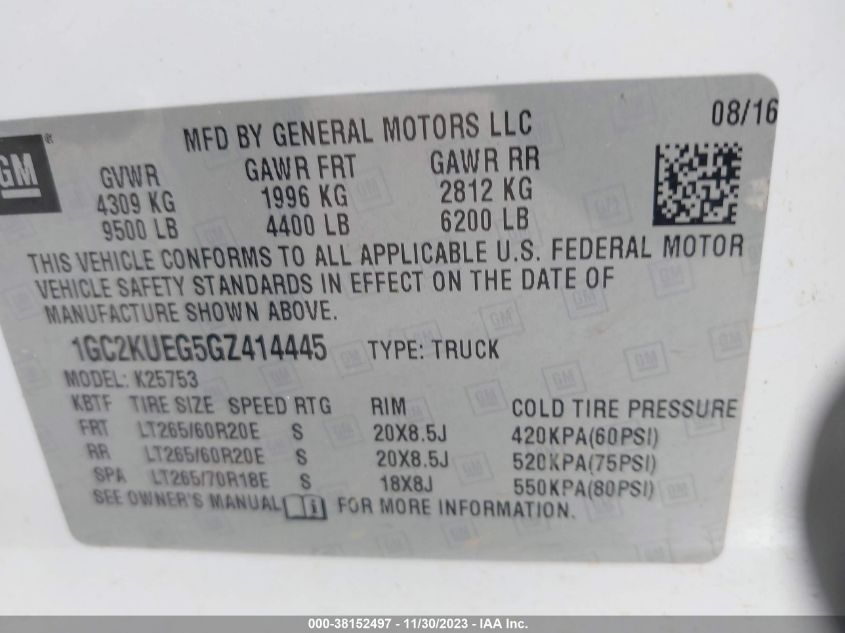 08/16
MFD BY GENERAL MOTORS LLC
GM®
GVWR GAWR FRT GAWR RR
4309 KG 1996 KG 2812 KG
9500 LB 4400 LB 6200 LB
THIS VEHICLE CONFORMS TO ALL APPLICABLE U.S. FEDERAL MOTOR
VEHICLE SAFETY STANDARDS IN EFFECT ON THE DATE OF
MANUFACTURE SHOWN ABOVE.
1GC2KUEG5GZ414445 TYPE: TRUCK
MODEL: K25753
KBTF TIRE SIZE SPEED RTG RIM COLD TIRE PRESSURE
FRT LT265/60R20E S 20X8.5J 420KPA(60PSI)
RR LT265/60R20E S 20X8.5J 520KPA(75PSI)
SPA LT265/70R18E S 18X8J 550KPA(80PSI)
SEE OWNER'S MANUAL i FOR MORE INFORMATION.
000-38152497 - 11/30/2023 - IAA Inc.